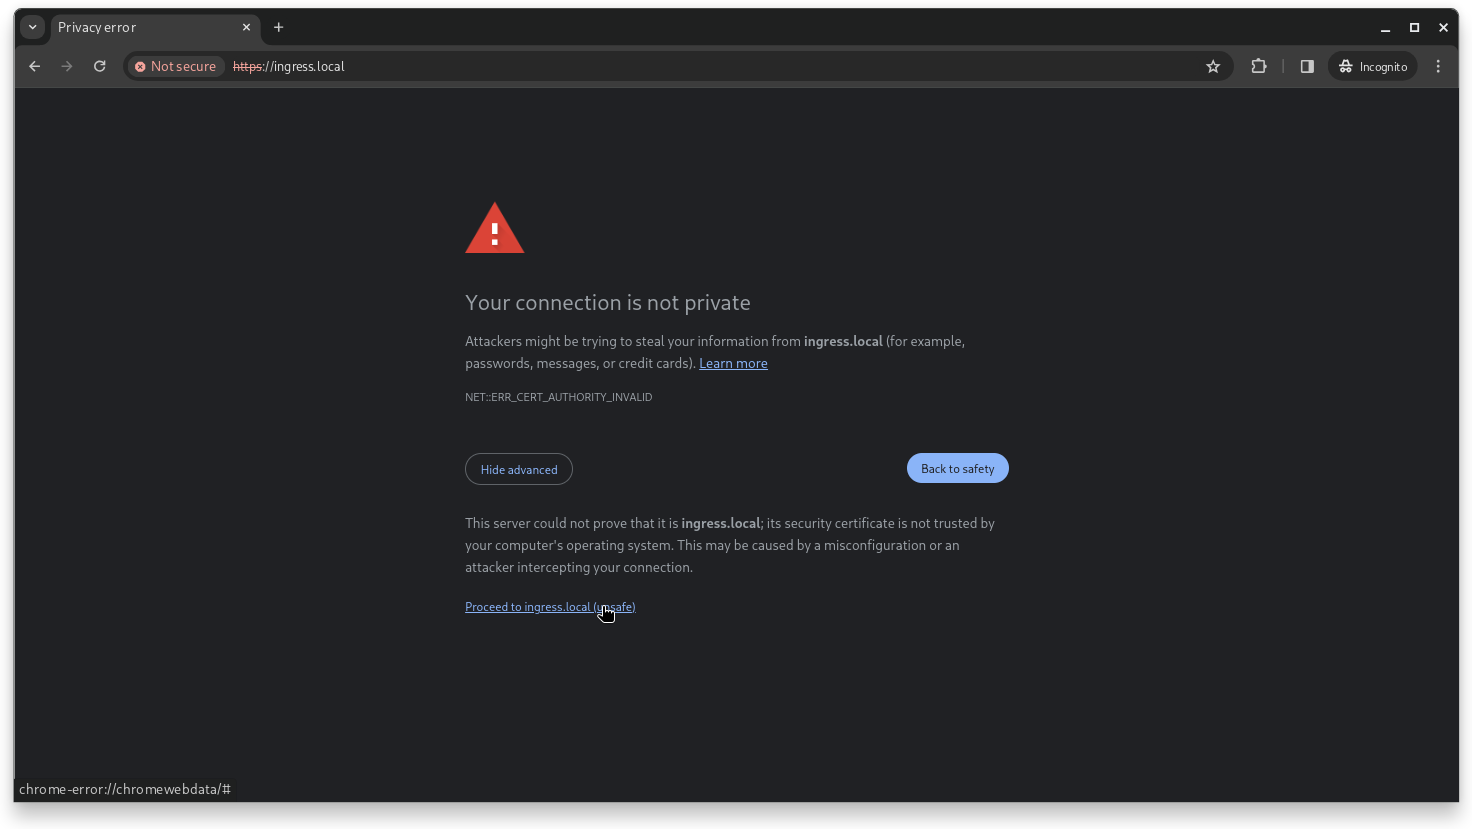 Privacy error
Not secure https://ingress.local
Incognito
Your connection is not private
Attackers might be trying to steal your information from ingress.local (for example,
passwords, messages, or credit cards). Learn more
NET::ERR_CERT_AUTHORITY_INVALID
Hide advanced
Back to safety
This server could not prove that it is ingress.local; its security certificate is not trusted by
your computer's operating system. This may be caused by a misconfiguration or an
attacker intercepting your connection.
Proceed to ingress.local (unsafe)
chrome-error://chromewebdata/#